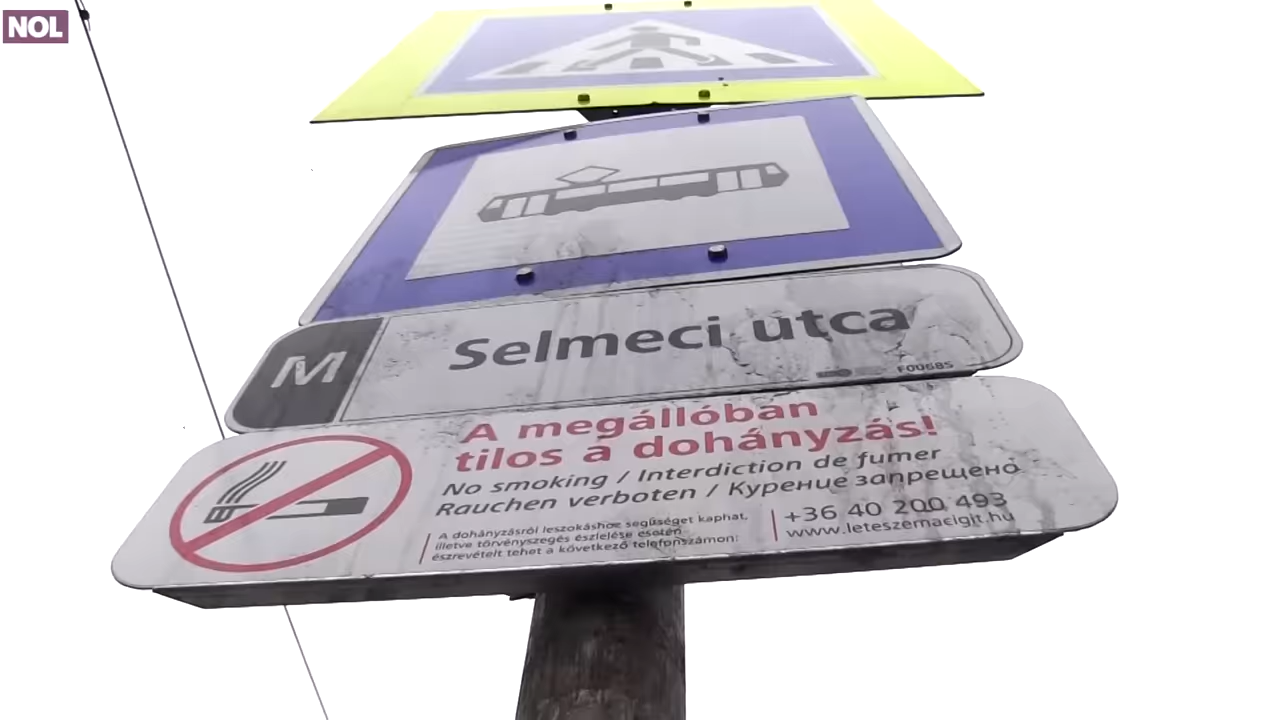 NOL
M
Selmeci utca
F00685
A megállóban
tilos a dohányzás!
No smoking / Interdiction de fumer
Rauchen verboten / Курение запрещено
A dohányzásról leszokáshoz segítséget kaphat,
illetve törvényszegés észlelése esetén
észrevételt tehet a következő telefonszámon:
+36 40 200 493
www.leteszemacigit.hu